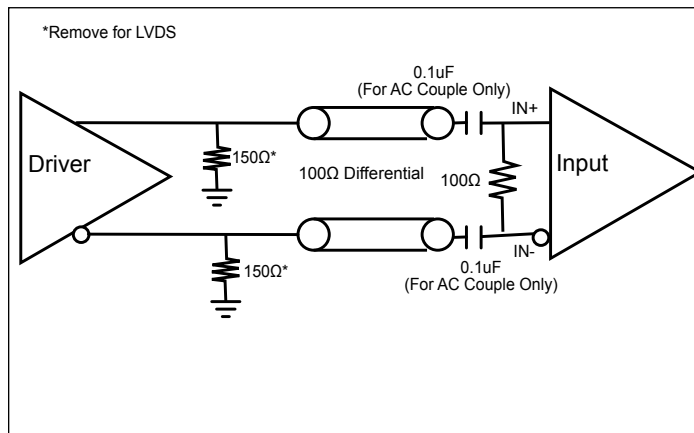 *Remove for LVDS
0.1uF
(For AC Couple Only)
IN+
Driver
150Ω*
100Ω Differential
100Ω
Input
150Ω*
IN-
0.1uF
(For AC Couple Only)